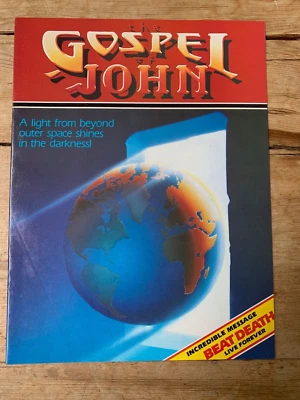 GOSPEL
JOHN
A light from beyond
outer space shines
in the darkness!
INCREDIBLE MESSAGE
BEAT DEATH
LIVE FOREVER